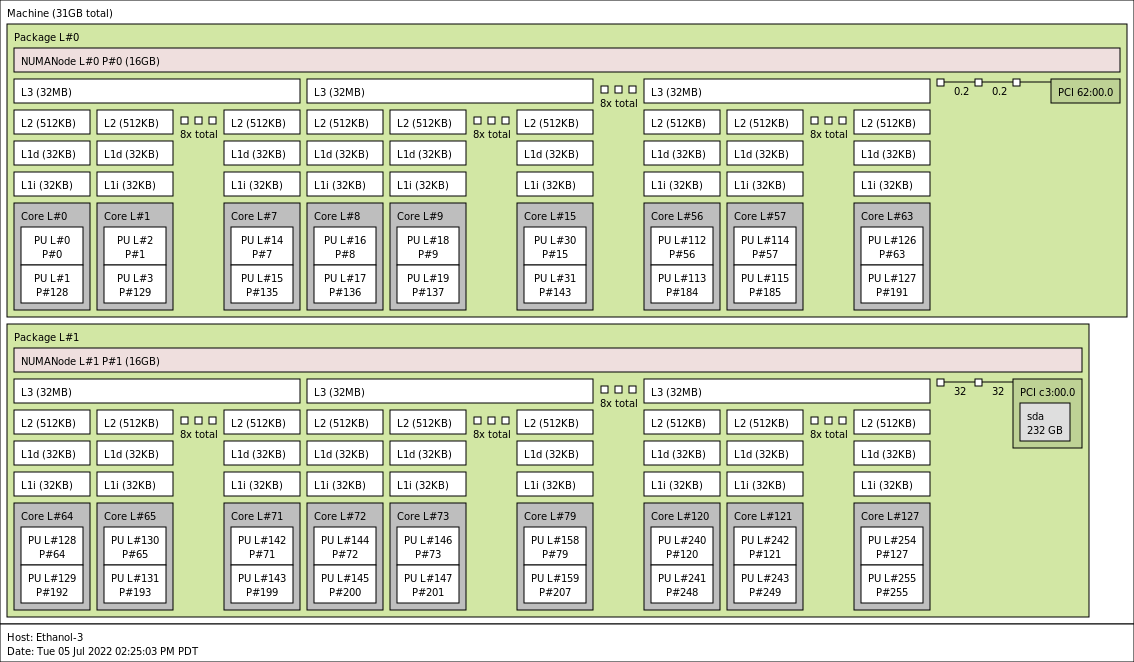 Machine (31GB total)
Package L#0
NUMANode L#0 P#0 (16GB)
L3 (32MB) L3 (32MB) 8x total L3 (32MB) 0.2 0.2 PCI 62:00.0
L2 (512KB) L2 (512KB) 8x total L2 (512KB) L2 (512KB) L2 (512KB) 8x total L2 (512KB) L2 (512KB) L2 (512KB) 8x total L2 (512KB)
L1d (32KB) L1d (32KB) L1d (32KB) L1d (32KB) L1d (32KB) L1d (32KB) L1d (32KB) L1d (32KB) L1d (32KB)
L1i (32KB) L1i (32KB) L1i (32KB) L1i (32KB) L1i (32KB) L1i (32KB) L1i (32KB) L1i (32KB) L1i (32KB)
Core L#0 Core L#1 Core L#7 Core L#8 Core L#9 Core L#15 Core L#56 Core L#57 Core L#63
PU L#0 PU L#2 PU L#14 PU L#16 PU L#18 PU L#30 PU L#112 PU L#114 PU L#126
P#0 P#1 P#7 P#8 P#9 P#15 P#56 P#57 P#63
PU L#1 PU L#3 PU L#15 PU L#17 PU L#19 PU L#31 PU L#113 PU L#115 PU L#127
P#128 P#129 P#135 P#136 P#137 P#143 P#184 P#185 P#191
Package L#1
NUMANode L#1 P#1 (16GB)
L3 (32MB) L3 (32MB) 8x total L3 (32MB) 32 32 PCI c3:00.0
sda
232 GB
L2 (512KB) L2 (512KB) 8x total L2 (512KB) L2 (512KB) L2 (512KB) 8x total L2 (512KB) L2 (512KB) L2 (512KB) 8x total L2 (512KB)
L1d (32KB) L1d (32KB) L1d (32KB) L1d (32KB) L1d (32KB) L1d (32KB) L1d (32KB) L1d (32KB) L1d (32KB)
L1i (32KB) L1i (32KB) L1i (32KB) L1i (32KB) L1i (32KB) L1i (32KB) L1i (32KB) L1i (32KB) L1i (32KB)
Core L#64 Core L#65 Core L#71 Core L#72 Core L#73 Core L#79 Core L#120 Core L#121 Core L#127
PU L#128 PU L#130 PU L#142 PU L#144 PU L#146 PU L#158 PU L#240 PU L#242 PU L#254
P#64 P#65 P#71 P#72 P#73 P#79 P#120 P#121 P#127
PU L#129 PU L#131 PU L#143 PU L#145 PU L#147 PU L#159 PU L#241 PU L#243 PU L#255
P#192 P#193 P#199 P#200 P#201 P#207 P#248 P#249 P#255
Host: Ethanol-3
Date: Tue 05 Jul 2022 02:25:03 PM PDT